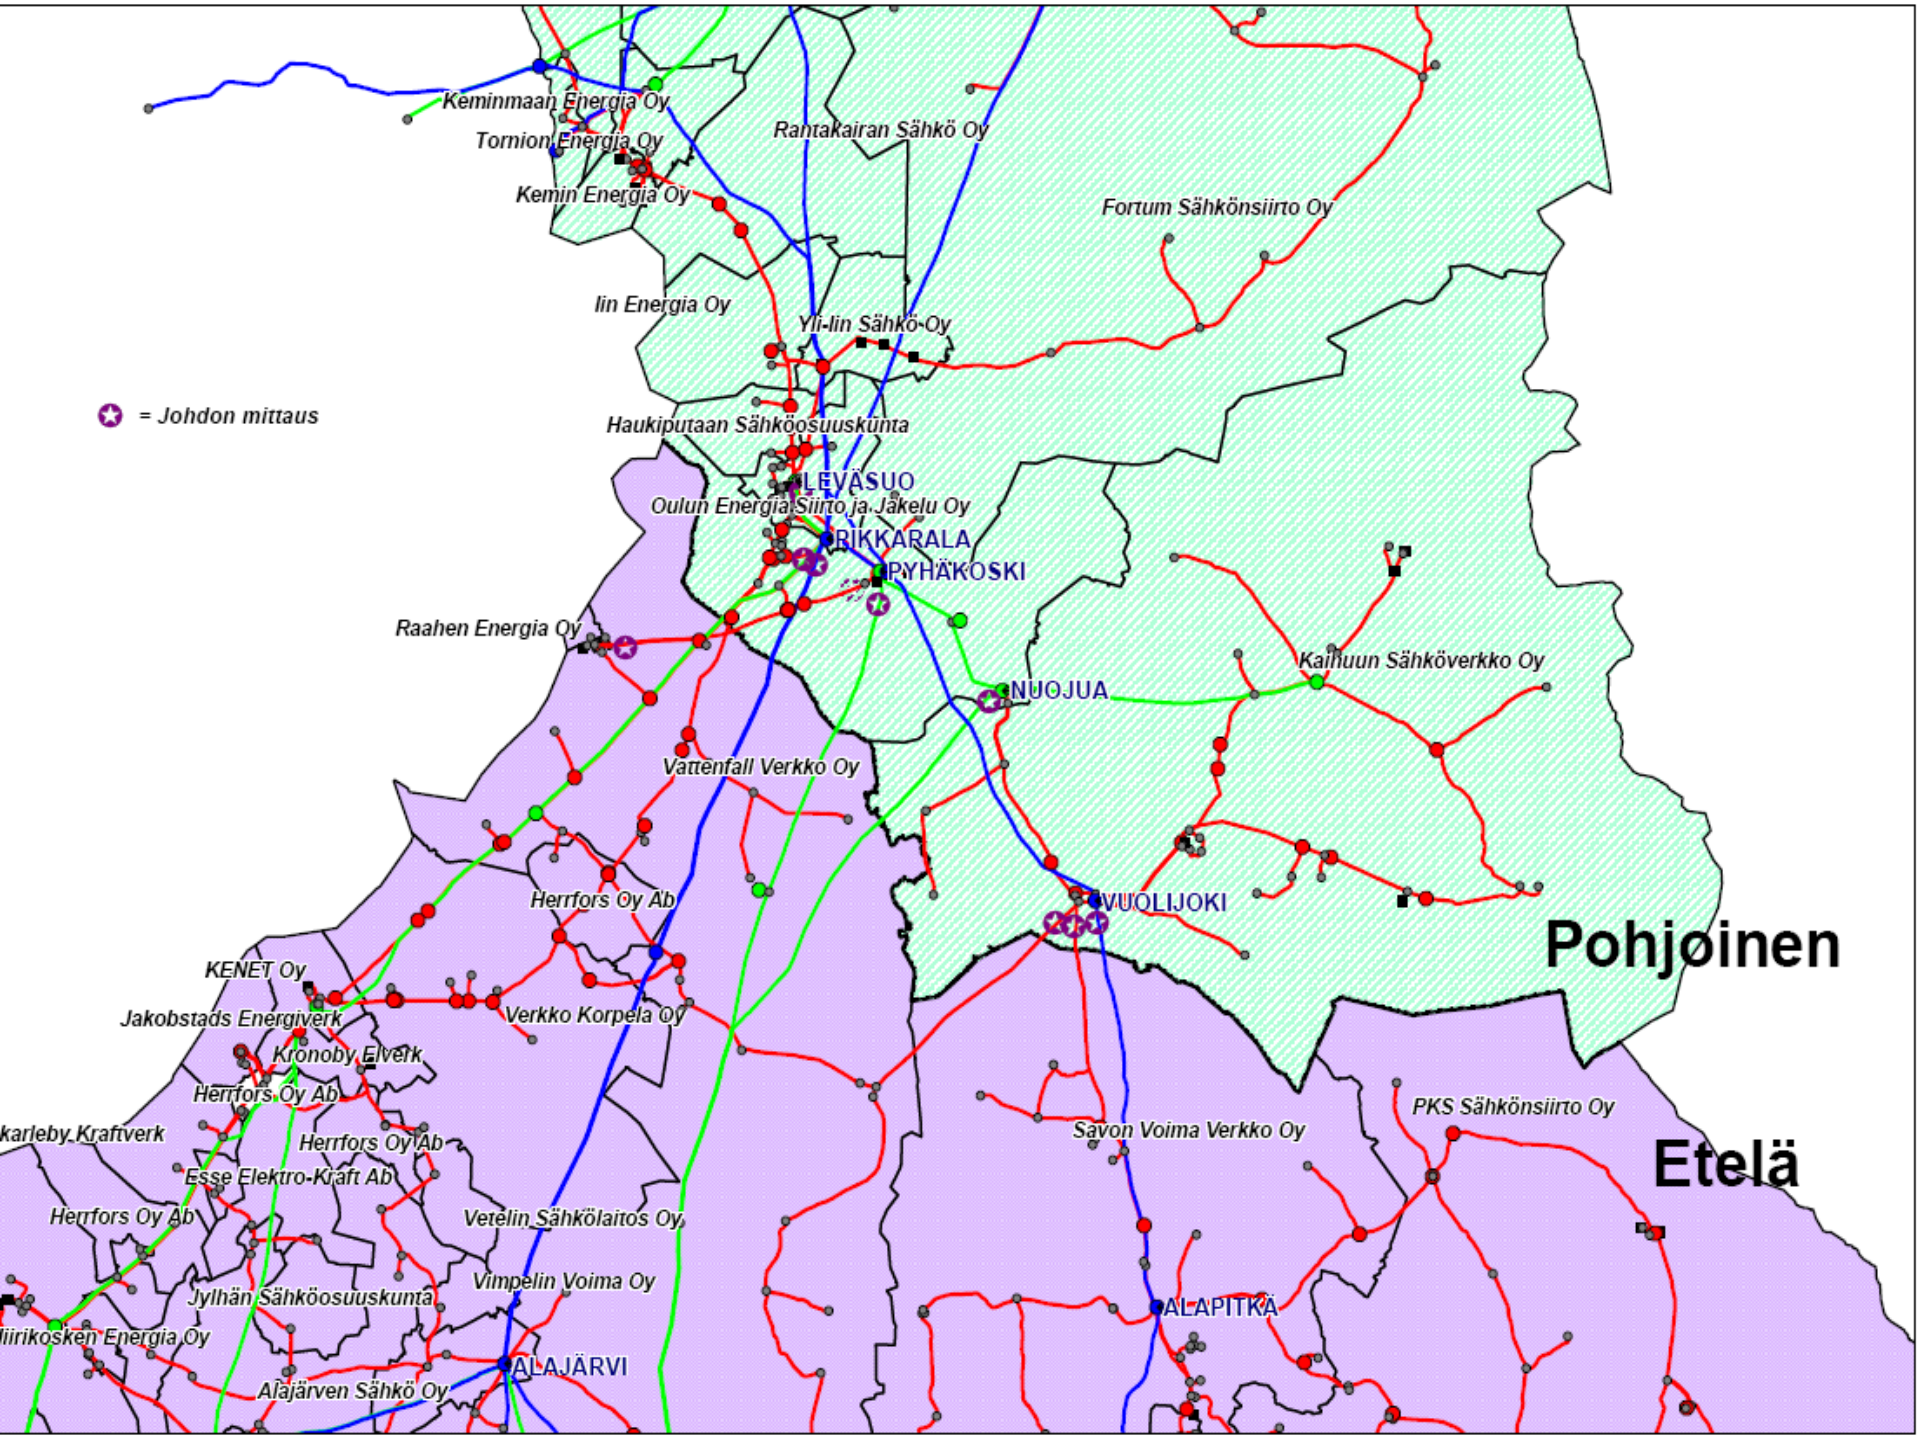 Keminmaan Energia Oy
Tornion Energia Oy
Rantakairan Sähkö Oy
Kemin Energia Oy
Fortum Sähkönsiirto Oy
Iin Energia Oy
Yli-Iin Sähkö Oy
= Johdon mittaus
Haukiputaan Sähköosuuskunta
LEVÄSUO
Oulun Energia Siirto ja Jakelu Oy
PIKKARALA
PYHÄKOSKI
Raahen Energia Oy
Kainuun Sähköverkko Oy
NUOJUA
Vattenfall Verkko Oy
Herrfors Oy Ab
VUOLIJOKI
Pohjoinen
KENET Oy
Jakobstads Energiverk
Verkko Korpela Oy
Kronoby Elverk
Herrfors Oy Ab
PKS Sähkönsiirto Oy
karleby Kraftverk
Herrfors Oy Ab
Savon Voima Verkko Oy
Etelä
Esse Elektro-Kraft Ab
Herrfors Oy Ab
Vetelin Sähkölaitos Oy
Vimpelin Voima Oy
Jylhän Sähköosuuskunta
ALAPITKÄ
iirikosken Energia Oy
ALAJÄRVI
Alajärven Sähkö Oy